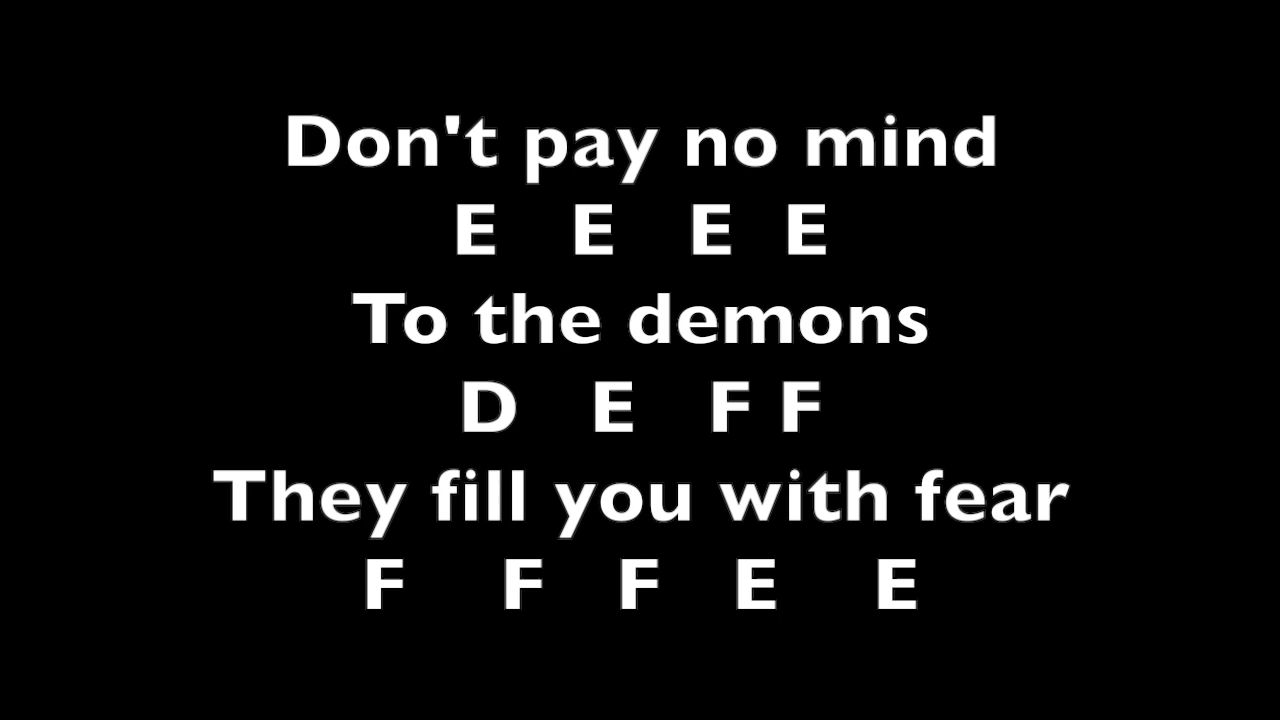 Don't pay no mind
E E E E
To the demons
D E F F
They fill you with fear
F F F E E